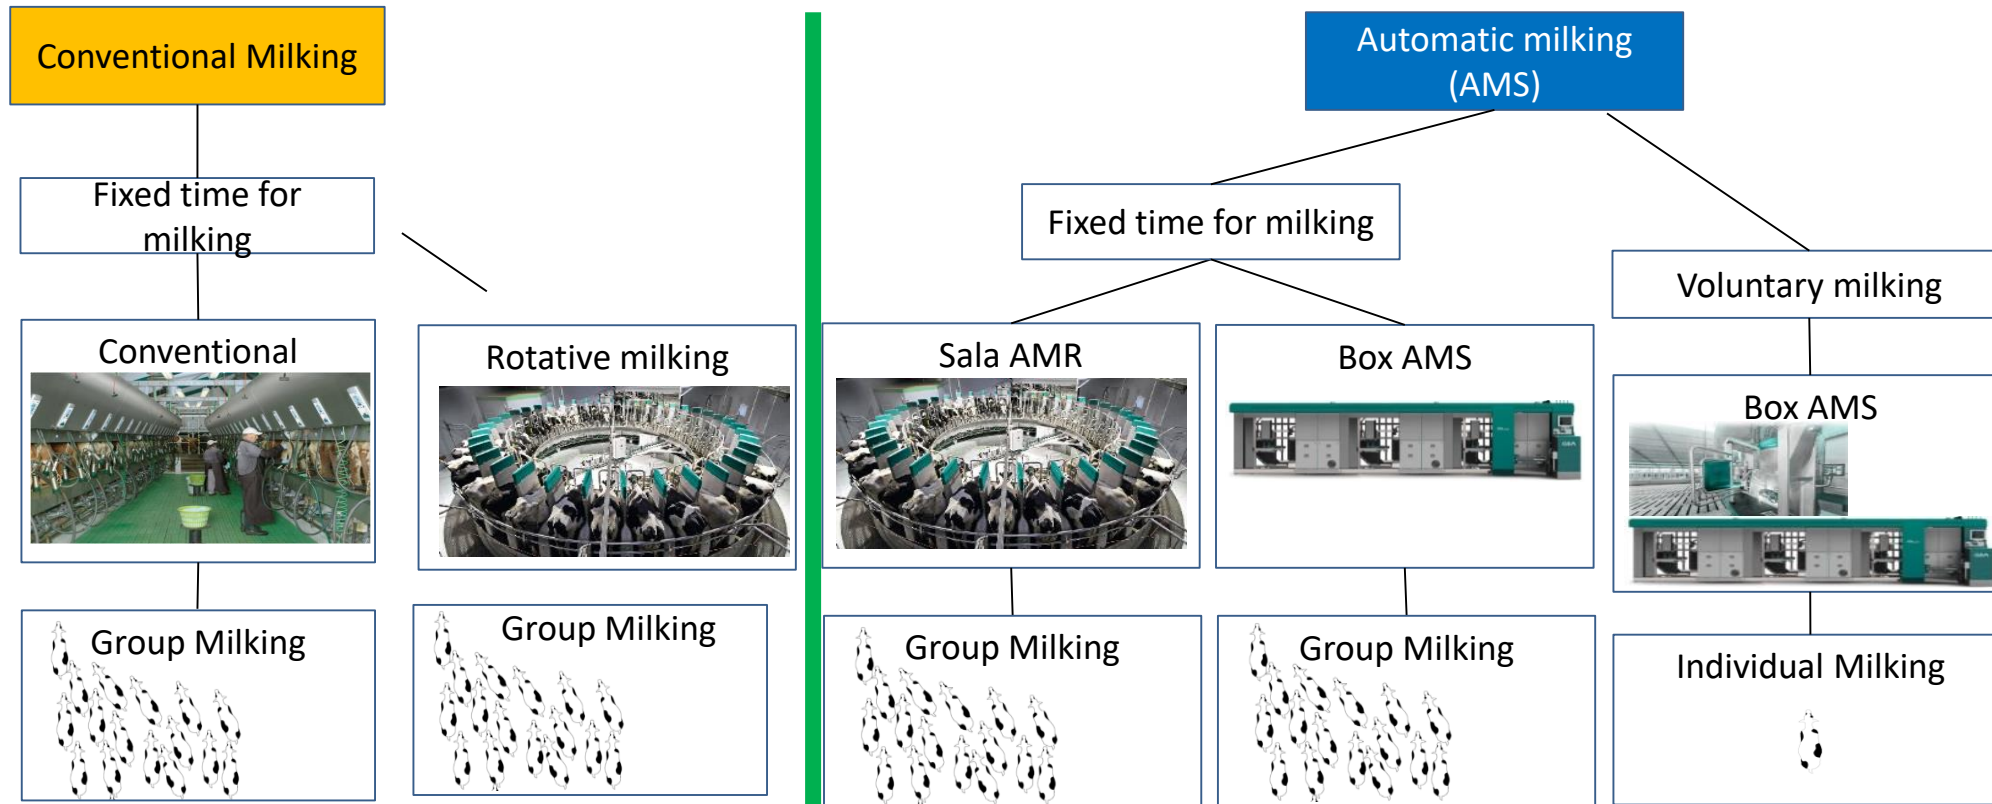 Conventional Milking
Automatic milking
(AMS)
Fixed time for
milking
Fixed time for milking
Voluntary milking
Conventional
Rotative milking
Sala AMR
Box AMS
Box AMS
Group Milking
Group Milking
Group Milking
Group Milking
Individual Milking